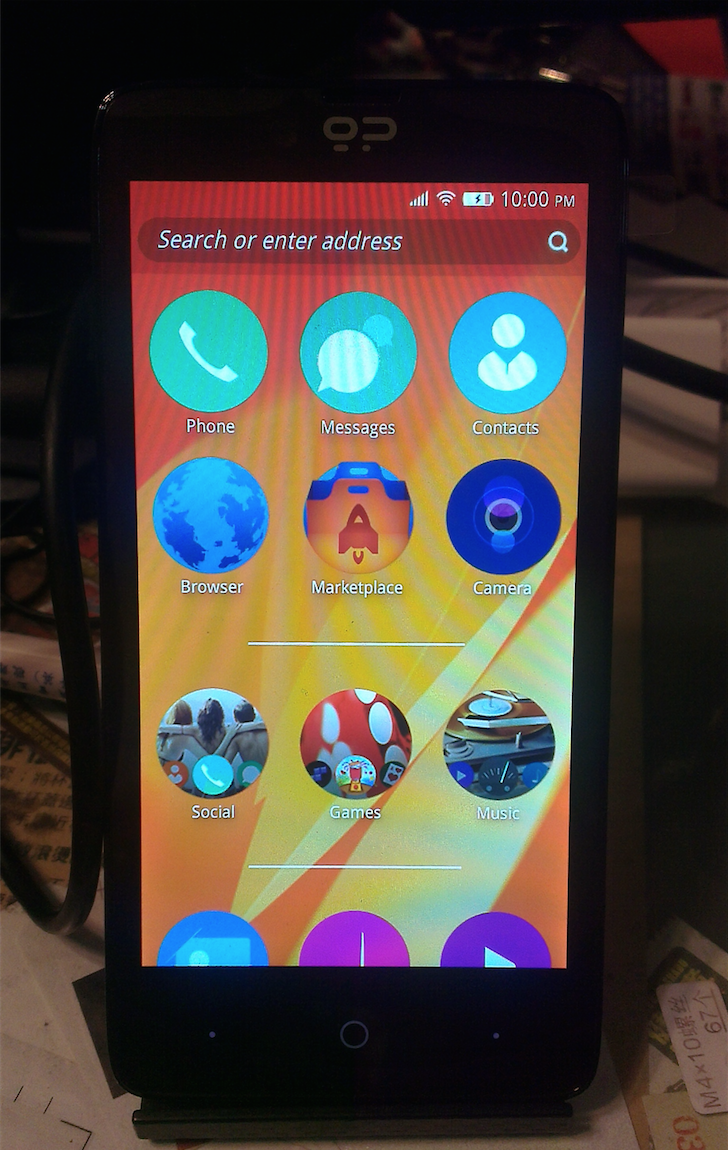 10:00 PM
Search or enter address
Phone
Messages
Contacts
Browser
Marketplace
Camera
Social
Games
Music
M4×10螺丝
67个